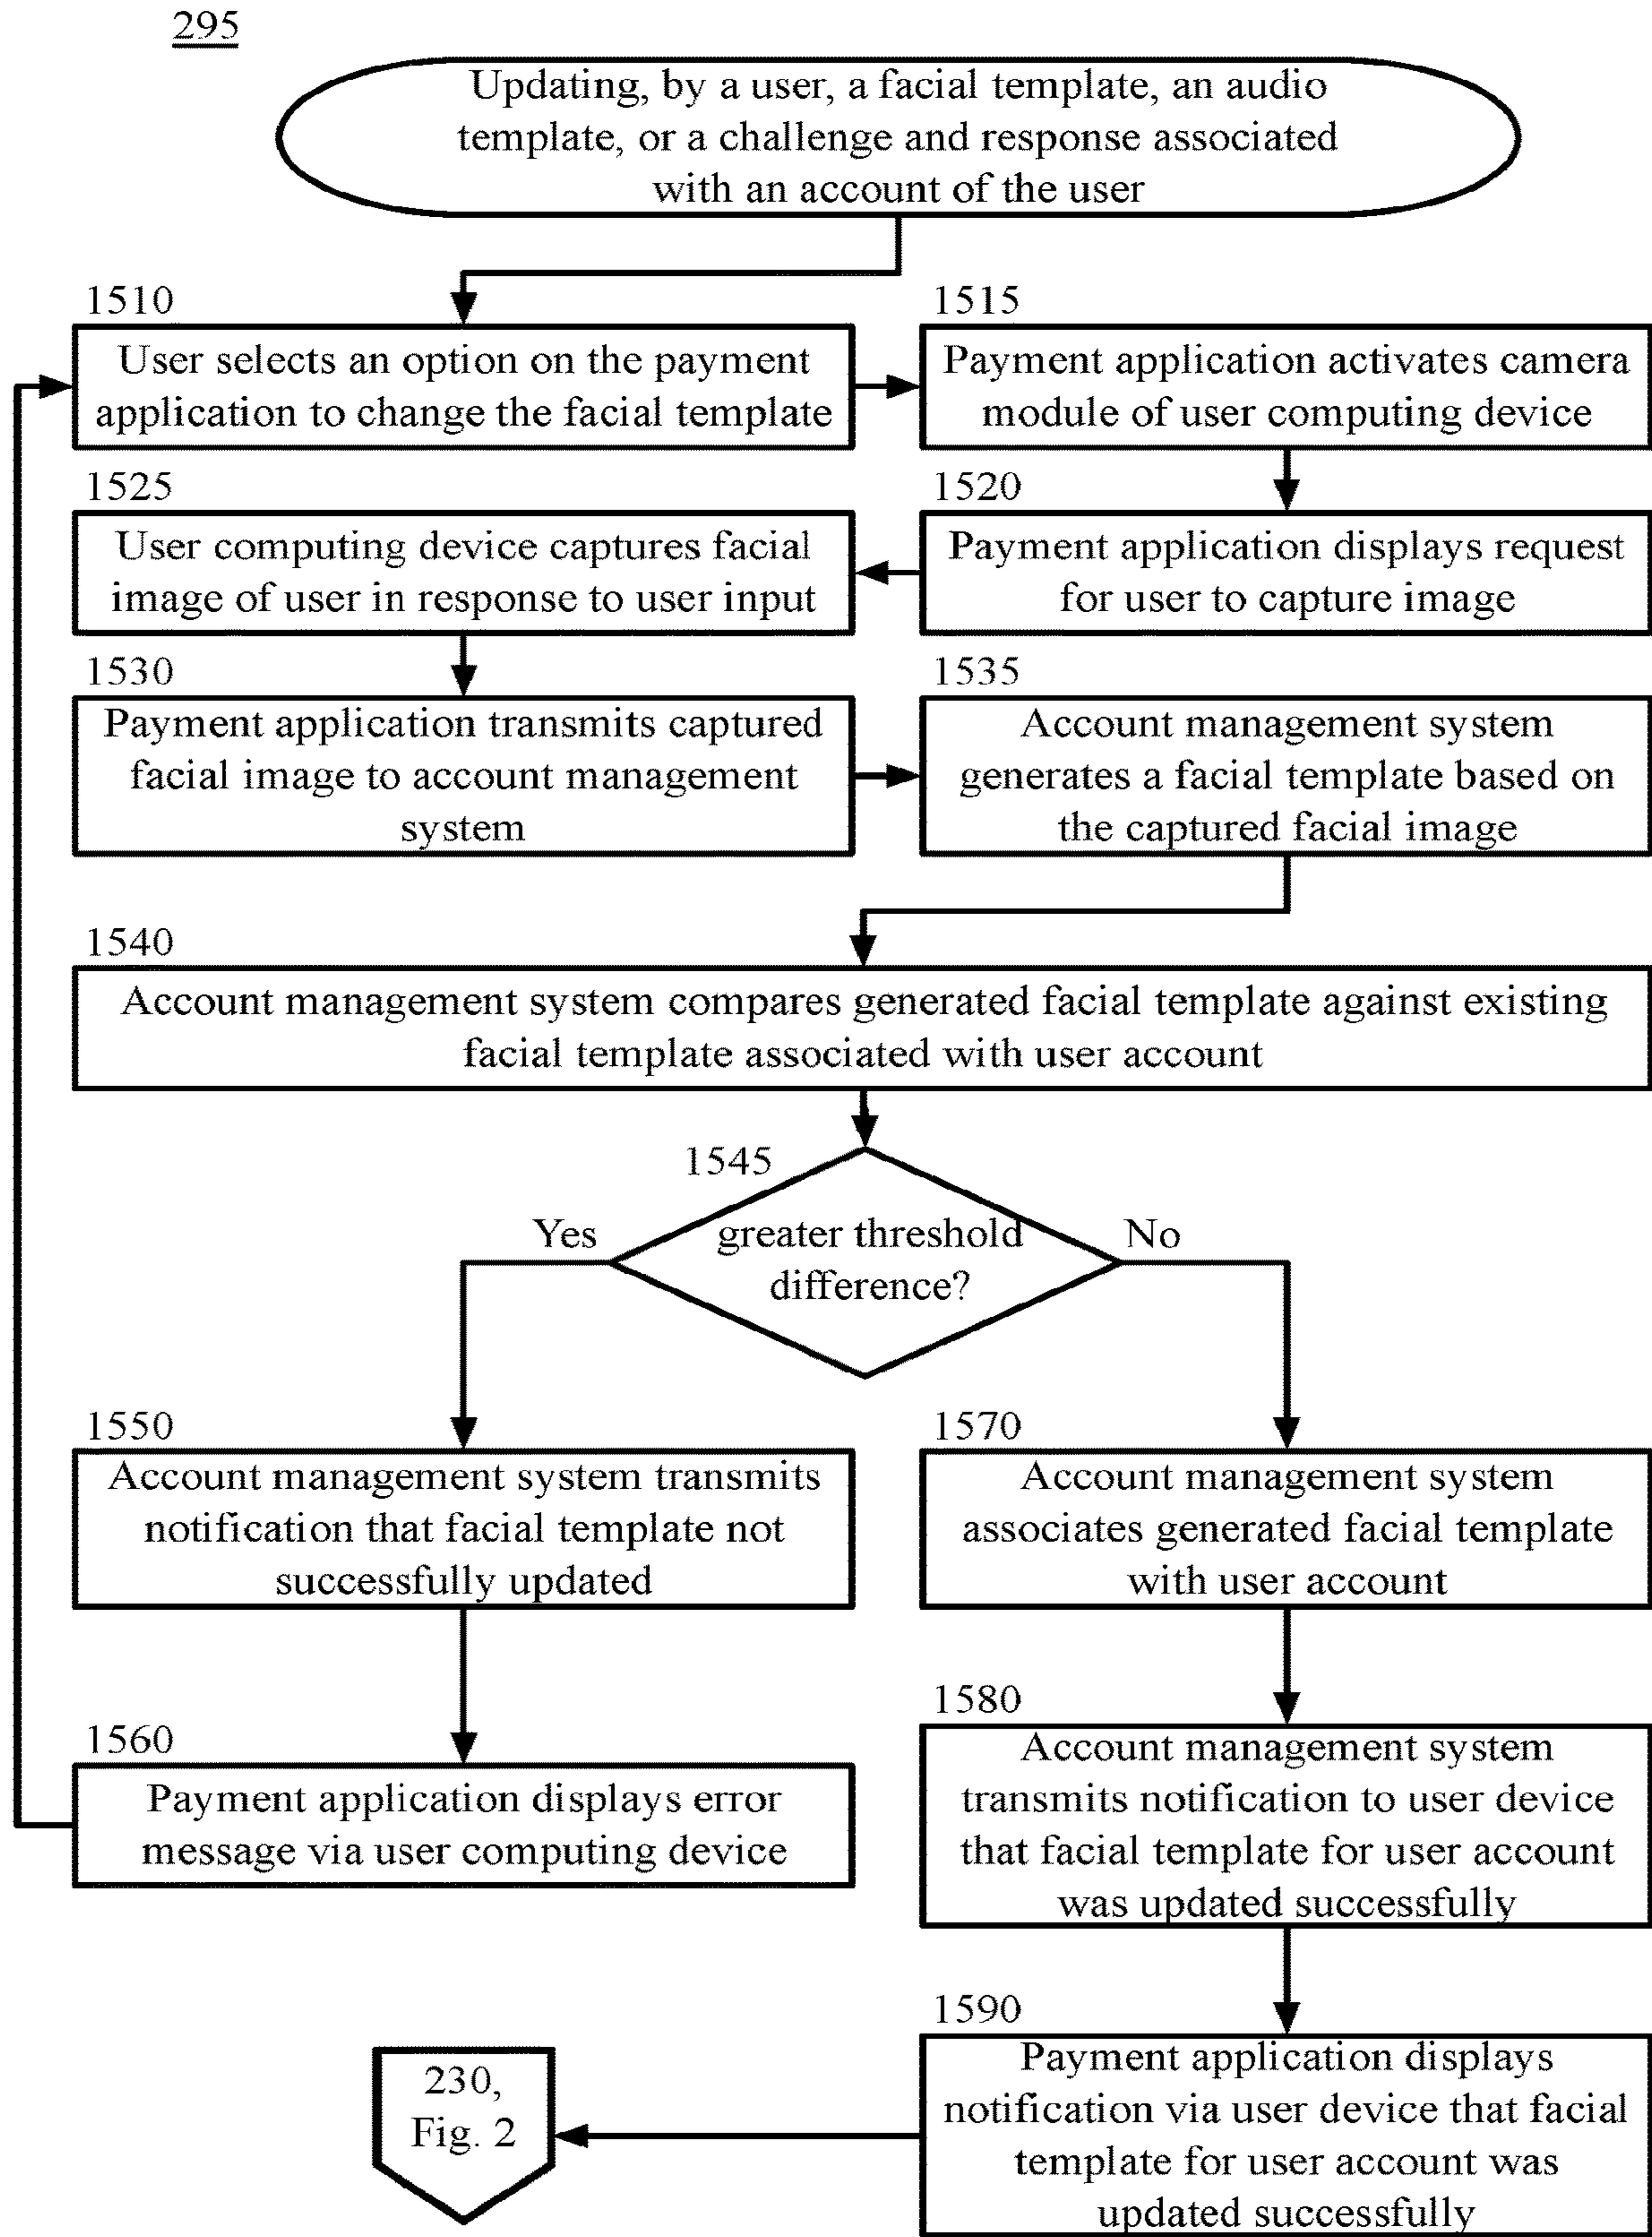 295
Updating, by a user, a facial template, an audio
template, or a challenge and response associated
with an account of the user
1510
User selects an option on the payment
application to change the facial template
1515
Payment application activates camera
module of user computing device
1520
Payment application displays request
for user to capture image
1525
User computing device captures facial
image of user in response to user input
1530
Payment application transmits captured
facial image to account management
system
1535
Account management system
generates a facial template based on
the captured facial image
1540
Account management system compares generated facial template against existing
facial template associated with user account
1545
greater threshold
difference?
Yes
No
1550
Account management system transmits
notification that facial template not
successfully updated
1560
Payment application displays error
message via user computing device
1570
Account management system
associates generated facial template
with user account
1580
Account management system
transmits notification to user device
that facial template for user account
was updated successfully
1590
Payment application displays
notification via user device that facial
template for user account was
updated successfully
230,
Fig. 2